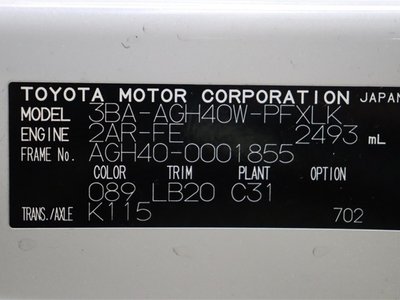 TOYOTA MOTOR CORPORATION JAPAN
MODEL 3BA-AGH40W-PFXLK
ENGINE 2AR-FE 2493 mL
FRAME No. AGH40-0001855
COLOR TRIM PLANT OPTION
089 LB20 C31
TRANS./AXLE K115 702